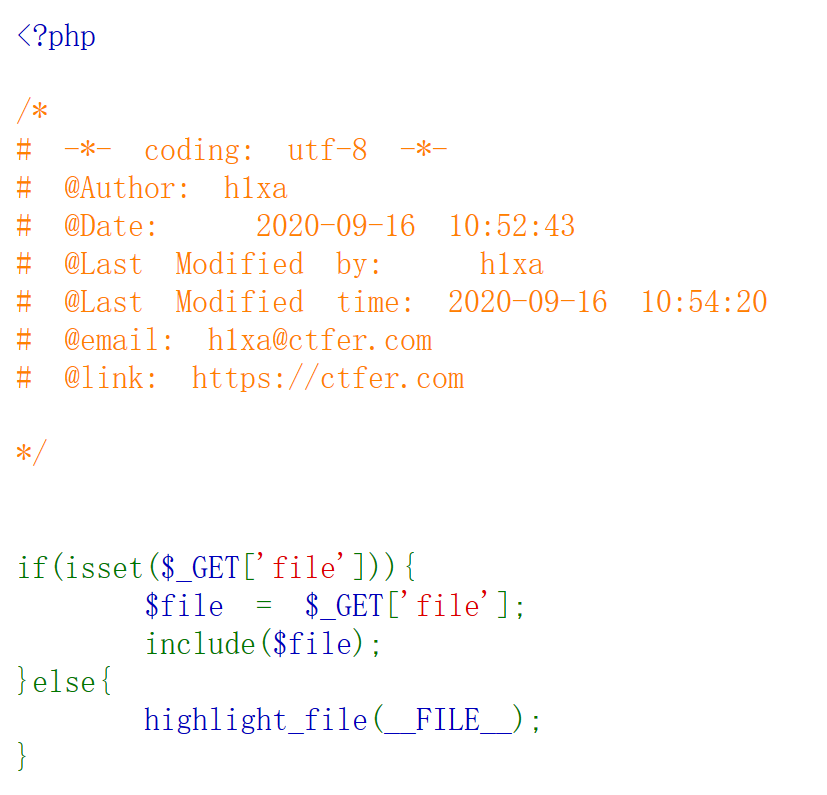 <?php
/*
# -*- coding: utf-8 -*-
# @Author: h1xa
# @Date:   2020-09-16 10:52:43
# @Last Modified by:   h1xa
# @Last Modified time: 2020-09-16 10:54:20
# @email: h1xa@ctfer.com
# @link: https://ctfer.com
*/
if(isset($_GET['file'])){
    $file = $_GET['file'];
    include($file);
}else{
    highlight_file(__FILE__);
}